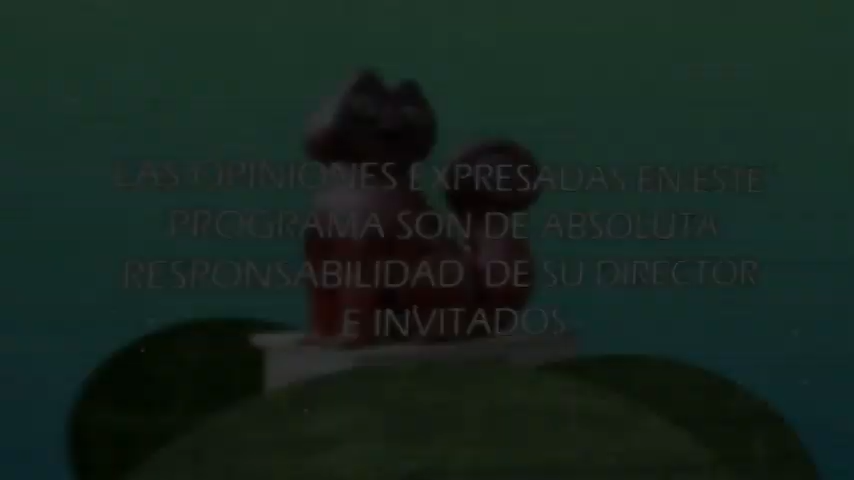 LAS OPINIONES EXPRESADAS EN ESTE
PROGRAMA SON DE ABSOLUTA
RESPONSABILIDAD DE SU DIRECTOR
E INVITADOS